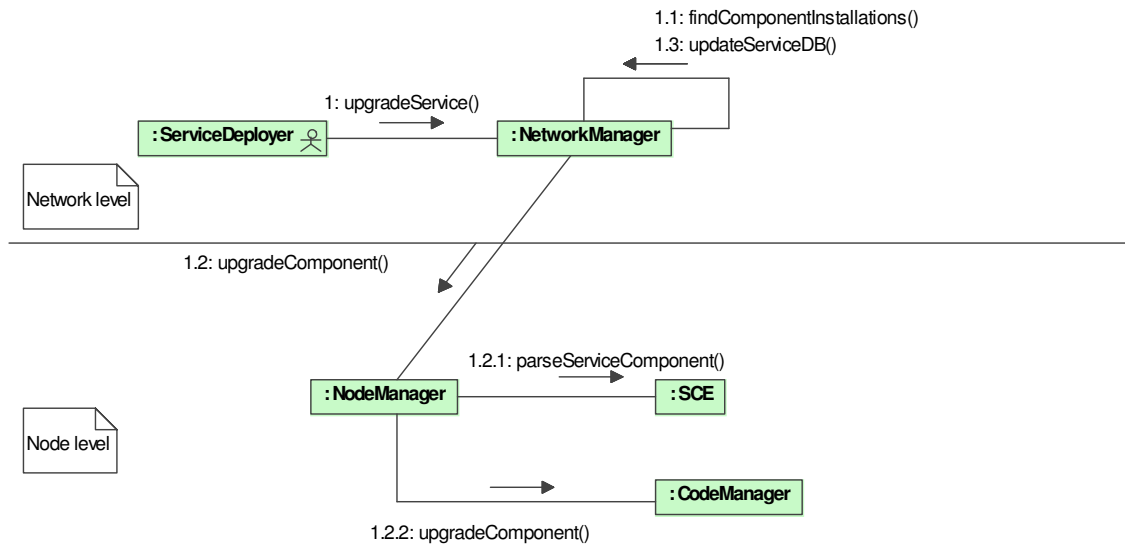 1.1: findComponentInstallations()
1.3: updateServiceDB()
1: upgradeService()
: ServiceDeployer
: NetworkManager
Network level
1.2: upgradeComponent()
1.2.1: parseServiceComponent()
: NodeManager
: SCE
Node level
: CodeManager
1.2.2: upgradeComponent()